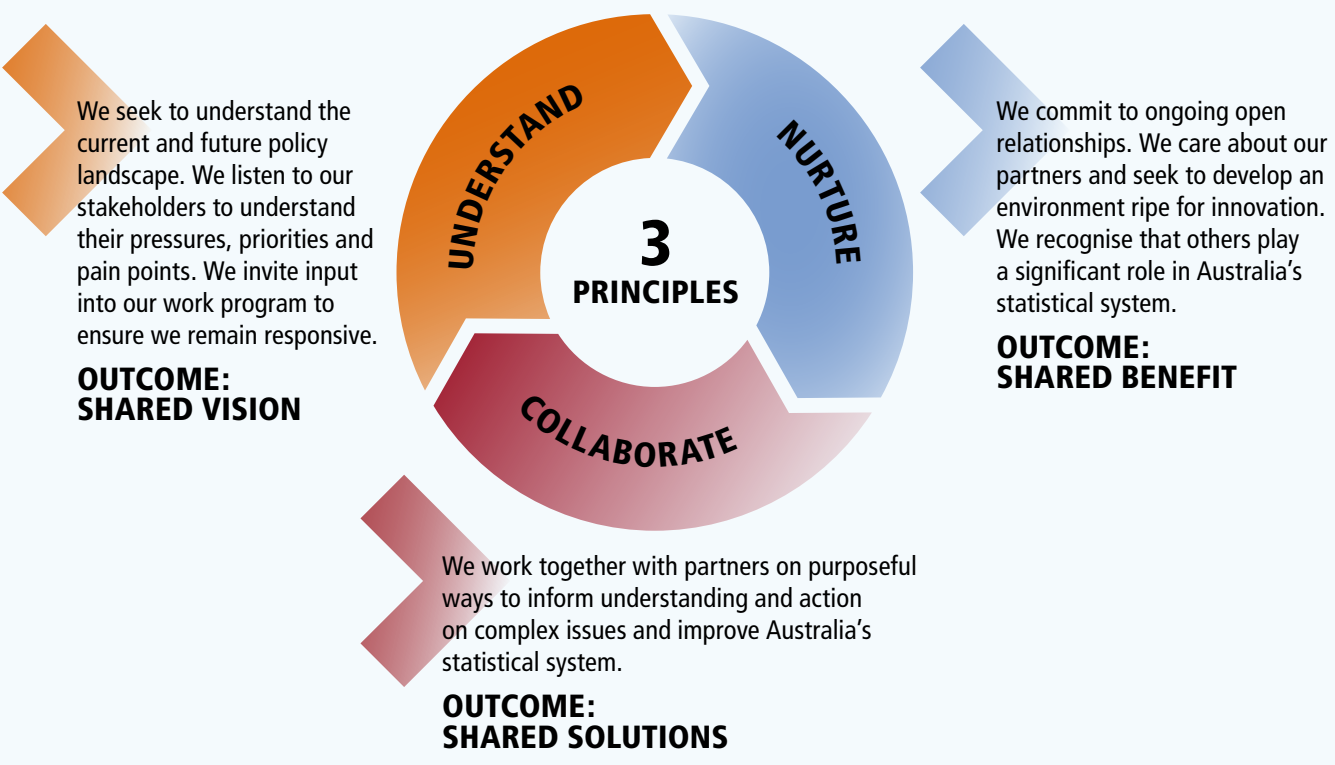 We seek to understand the
current and future policy
landscape. We listen to our
stakeholders to understand
their pressures, priorities and
pain points. We invite input
into our work program to
ensure we remain responsive.
OUTCOME:
SHARED VISION
UNDERSTAND
NURTURE
COLLABORATE
3
PRINCIPLES
We commit to ongoing open
relationships. We care about our
partners and seek to develop an
environment ripe for innovation.
We recognise that others play
a significant role in Australia’s
statistical system.
OUTCOME:
SHARED BENEFIT
We work together with partners on purposeful
ways to inform understanding and action
on complex issues and improve Australia’s
statistical system.
OUTCOME:
SHARED SOLUTIONS